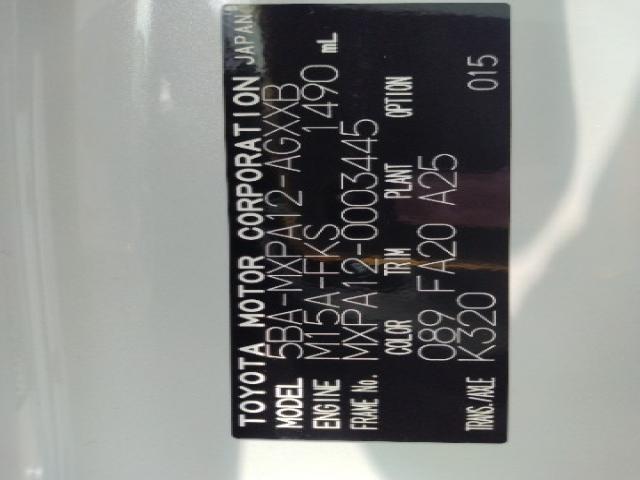 TOYOTA MOTOR CORPORATION JAPAN
MODEL 5BA-MXPA12-AGXXB
ENGINE M15A-FKS 1490 mL
FRAME No. MXPA12-0003445
COLOR TRIM PLANT OPTION
089 FA20 A25
TRANS./AXLE K320 015